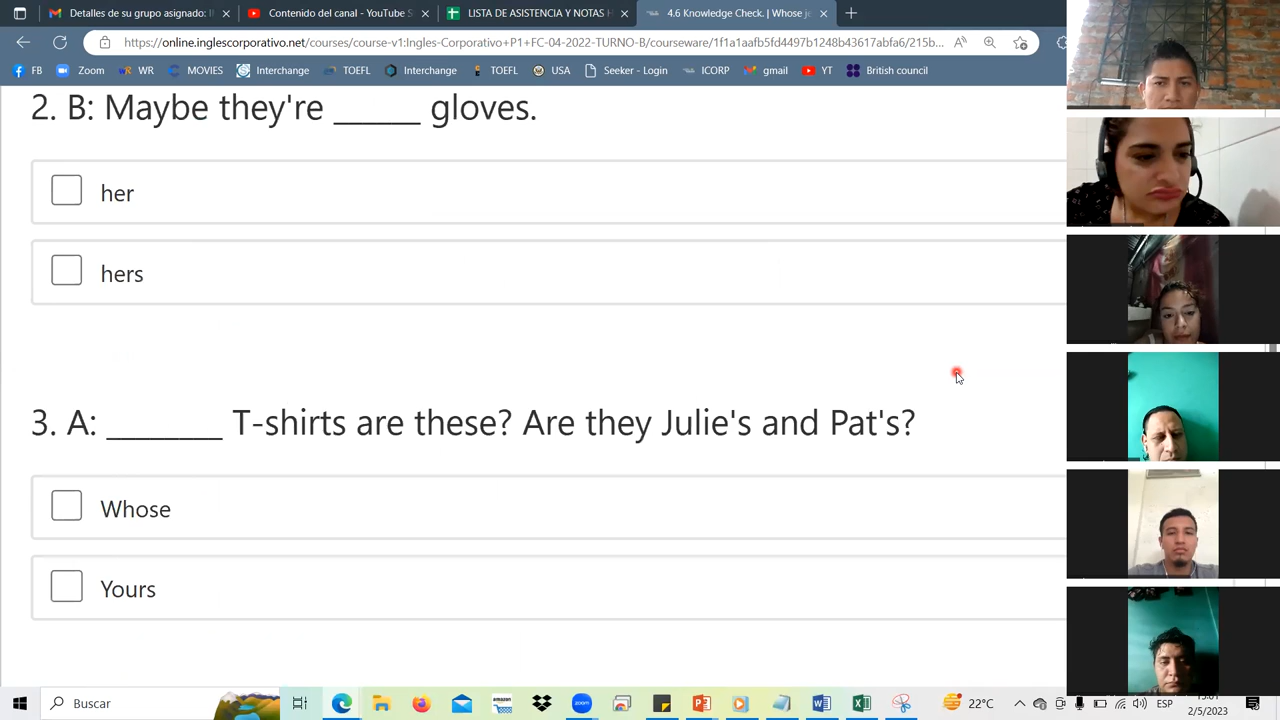 Detalles de su grupo asignado: I
Contenido del canal - YouTube
LISTA DE ASISTENCIA Y NOTAS
4.6 Knowledge Check. | Whose j
https://online.inglescorporativo.net/courses/course-v1:Ingles-Corporativo+P1+FC-04-2022-TURNO-B/courseware/1f1a1aafb5fd4497b1248b43617abfa6/215b...
FB
Zoom
WR
MOVIES
Interchange
TOEFL
Interchange
TOEFL
USA
Seeker - Login
ICORP
gmail
YT
British council
2. B: Maybe they're ______ gloves.
her
hers
3. A: ________ T-shirts are these? Are they Julie's and Pat's?
Whose
Yours
Buscar
amazon
zoom
22°C
ESP
2/5/2023